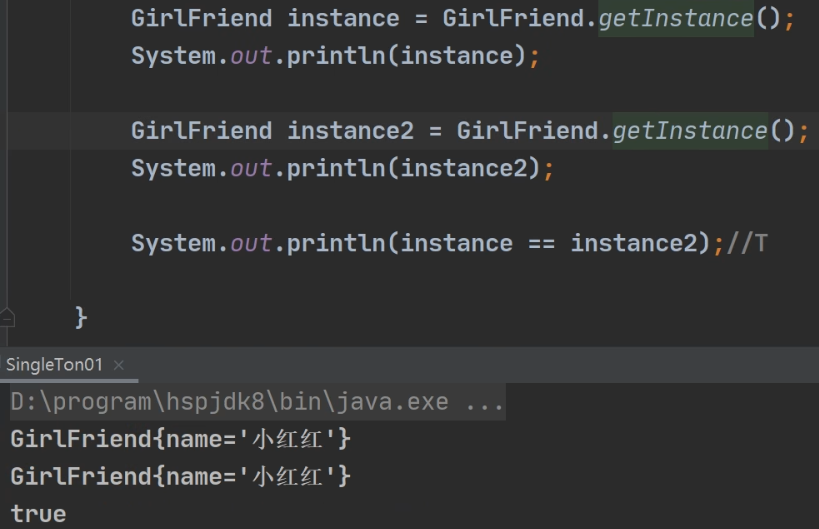 GirlFriend instance = GirlFriend.getInstance();
System.out.println(instance);
GirlFriend instance2 = GirlFriend.getInstance();
System.out.println(instance2);
System.out.println(instance == instance2);//T
}
SingleTon01 ×
D:\program\hspjdk8\bin\java.exe ...
GirlFriend{name='小红红'}
GirlFriend{name='小红红'}
true